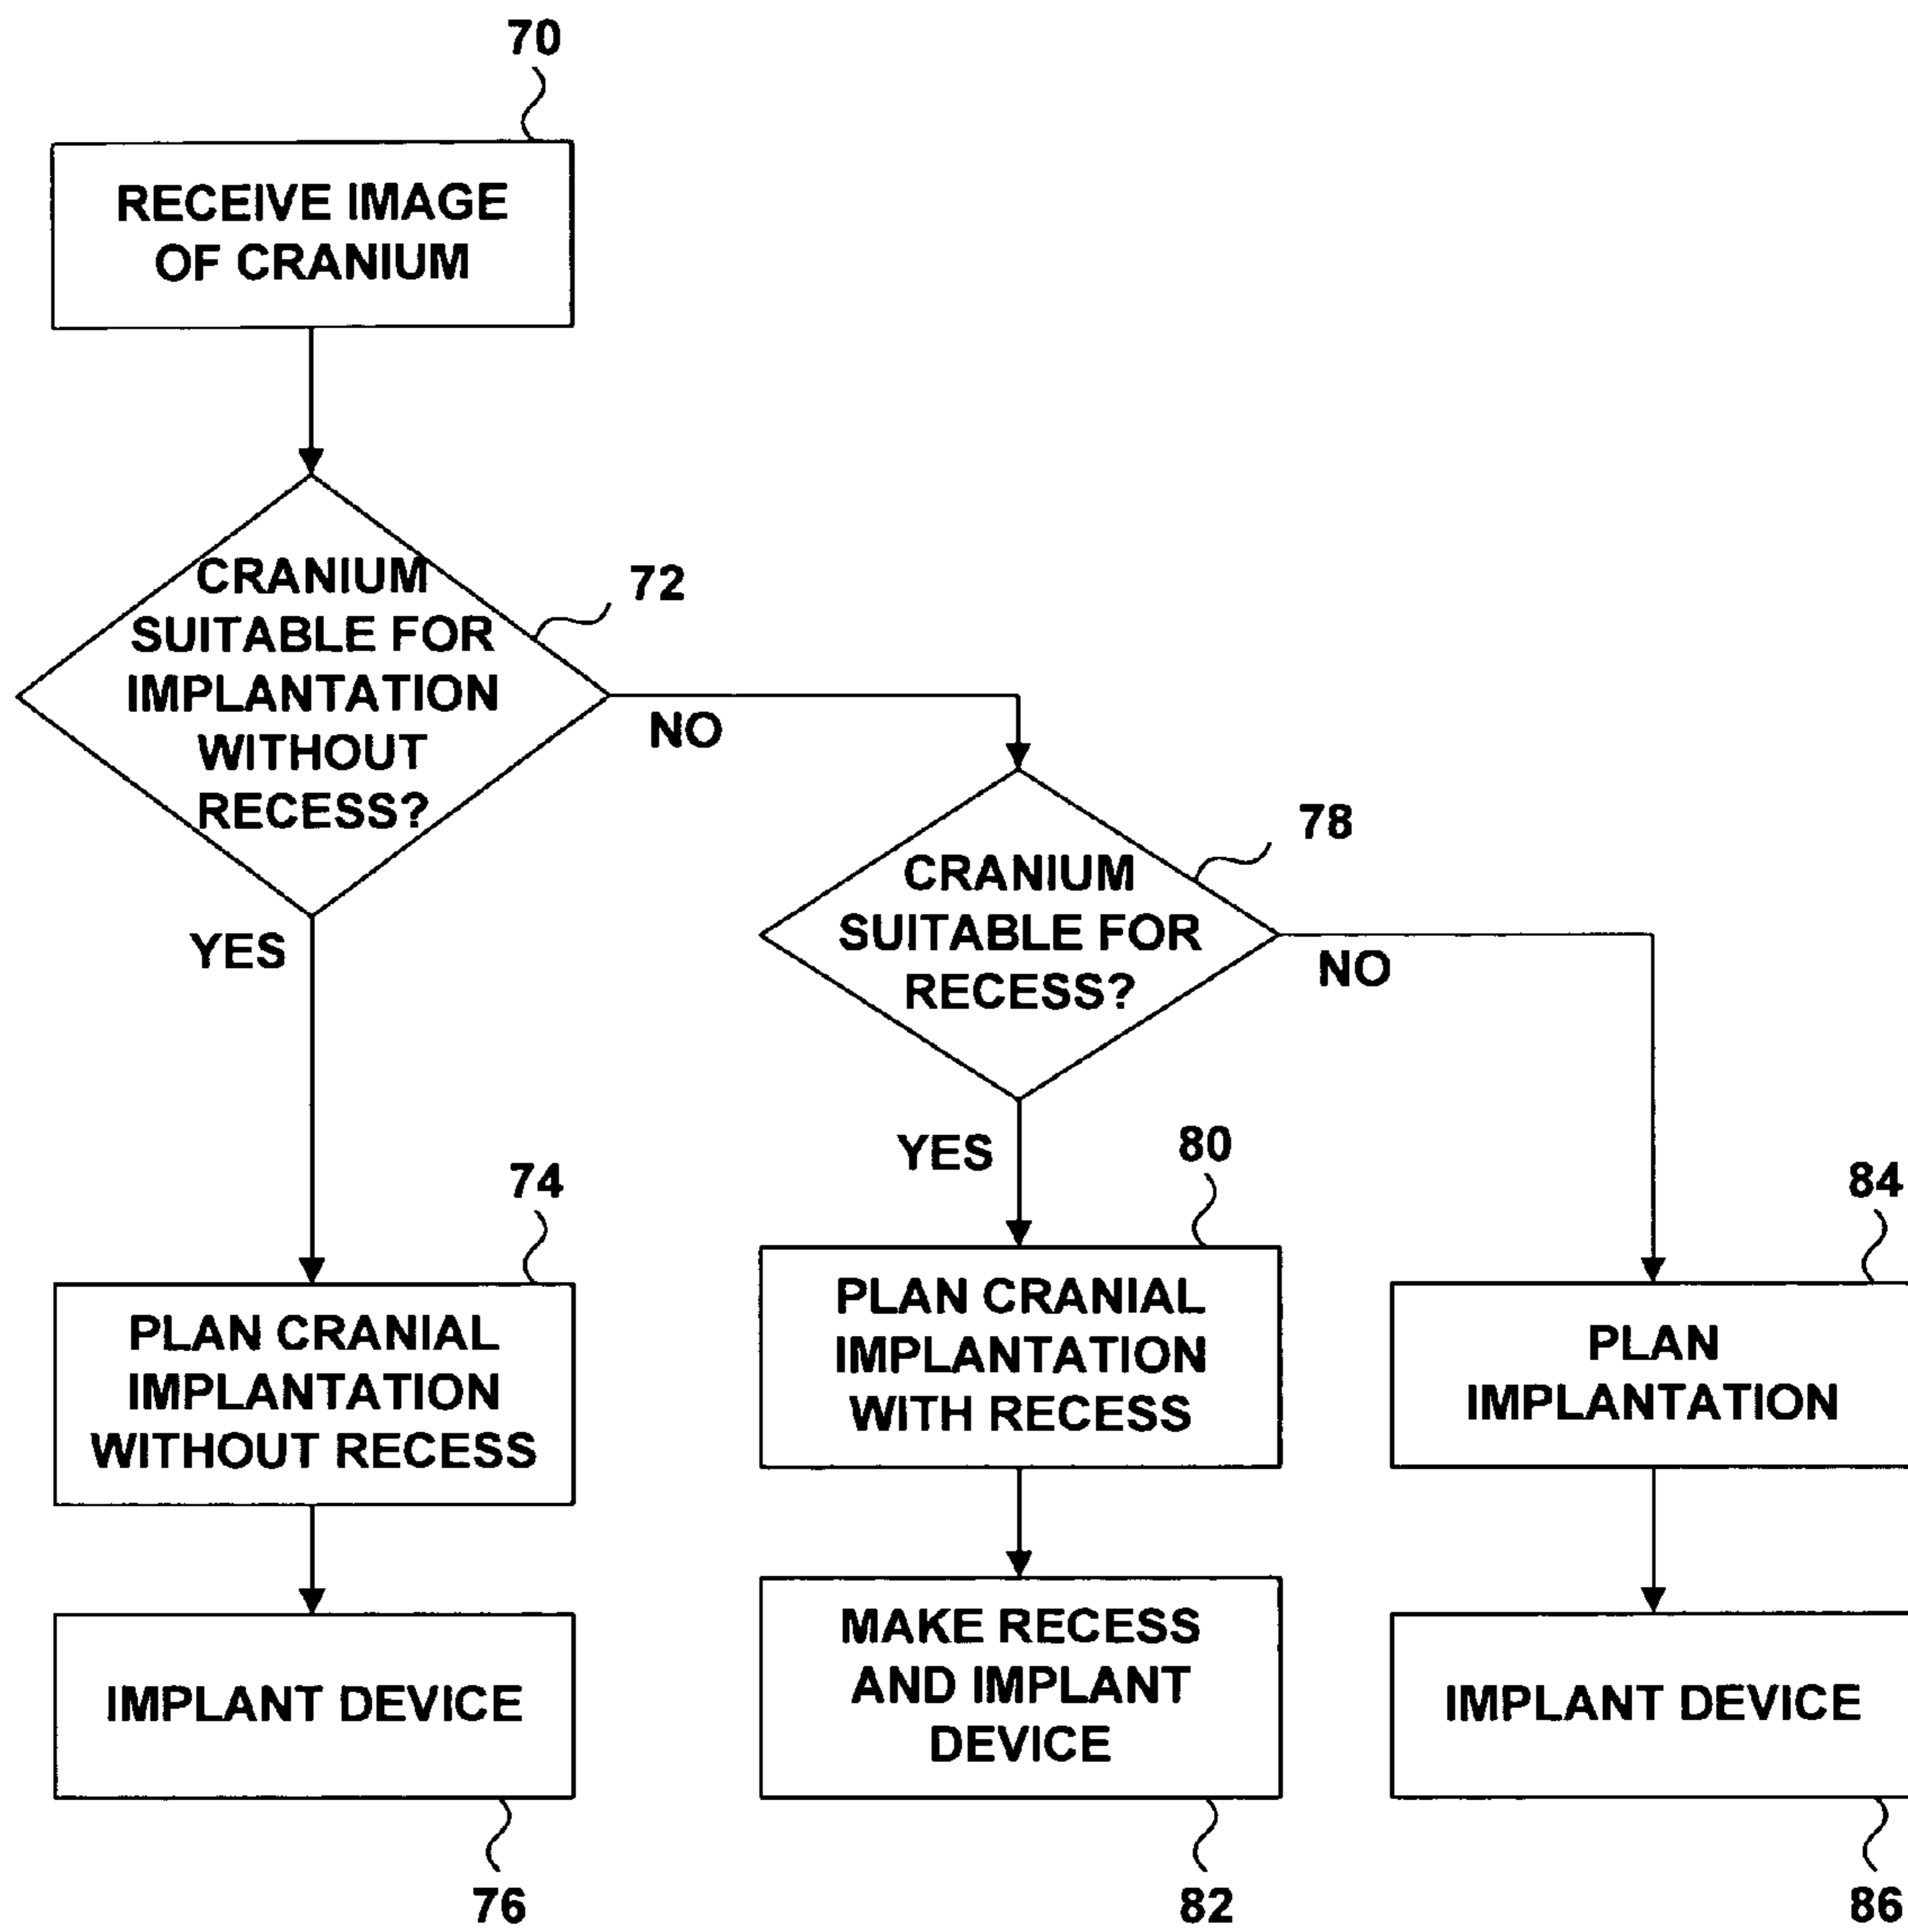 70
RECEIVE IMAGE
OF CRANIUM
72
CRANIUM
SUITABLE FOR
IMPLANTATION
WITHOUT
RECESS?
NO
YES
78
CRANIUM
SUITABLE FOR
RECESS?
NO
YES
74
PLAN CRANIAL
IMPLANTATION
WITHOUT RECESS
80
PLAN CRANIAL
IMPLANTATION
WITH RECESS
84
PLAN
IMPLANTATION
IMPLANT DEVICE
76
MAKE RECESS
AND IMPLANT
DEVICE
82
IMPLANT DEVICE
86